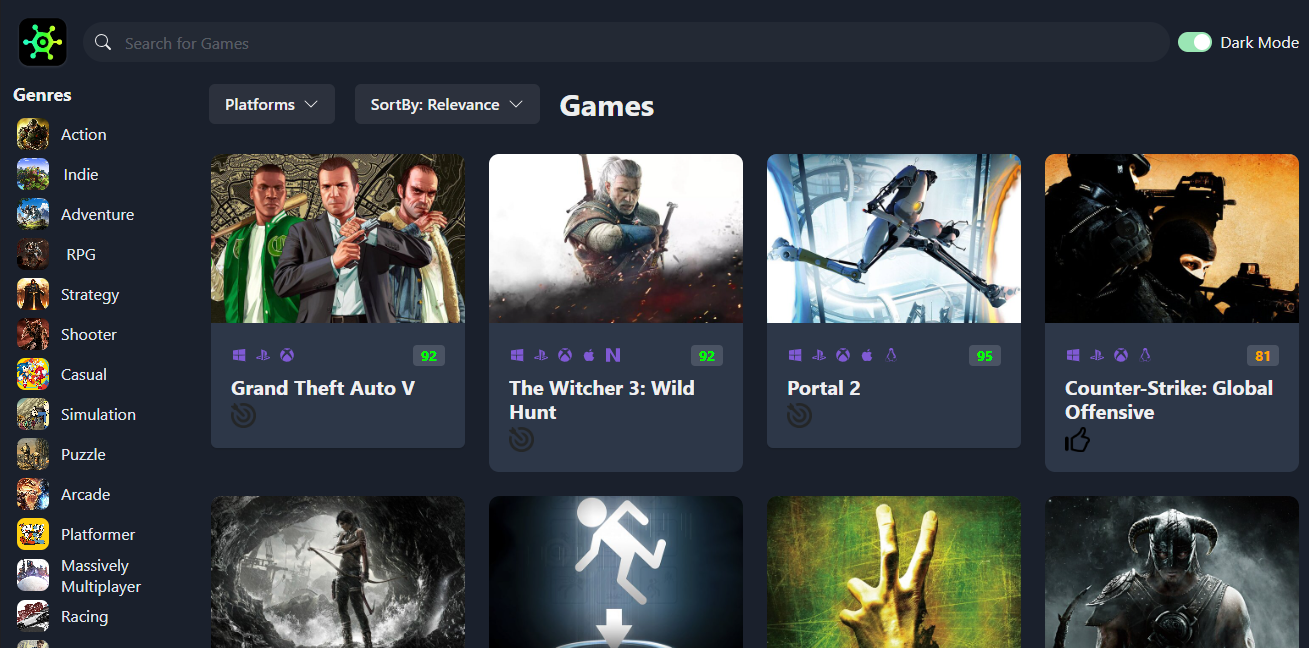 Search for Games
Dark Mode
Genres
Action
Indie
Adventure
RPG
Strategy
Shooter
Casual
Simulation
Puzzle
Arcade
Platformer
Massively
Multiplayer
Racing
Platforms
SortBy: Relevance
Games
92
Grand Theft Auto V
92
The Witcher 3: Wild
Hunt
95
Portal 2
81
Counter-Strike: Global
Offensive